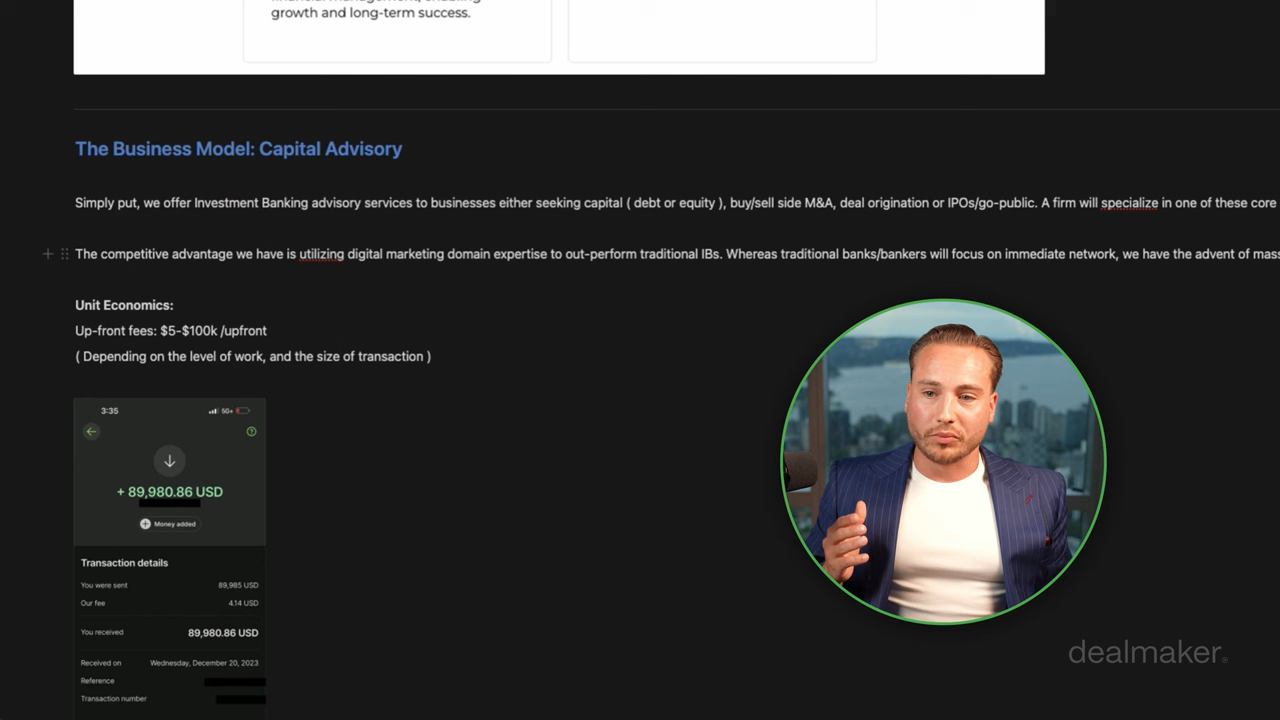 growth and long-term success.
The Business Model: Capital Advisory
Simply put, we offer Investment Banking advisory services to businesses either seeking capital ( debt or equity ), buy/sell side M&A, deal origination or IPOs/go-public. A firm will specialize in one of these core
The competitive advantage we have is utilizing digital marketing domain expertise to out-perform traditional IBs. Whereas traditional banks/bankers will focus on immediate network, we have the advent of mass
Unit Economics:
Up-front fees: $5-$100k /upfront
( Depending on the level of work, and the size of transaction )
3:35
5G+
+ 89,980.86 USD
Money added
Transaction details
You were sent 89,985 USD
Our fee 4.14 USD
You received 89,980.86 USD
Received on Wednesday, December 20, 2023
Reference
Transaction number
dealmaker.